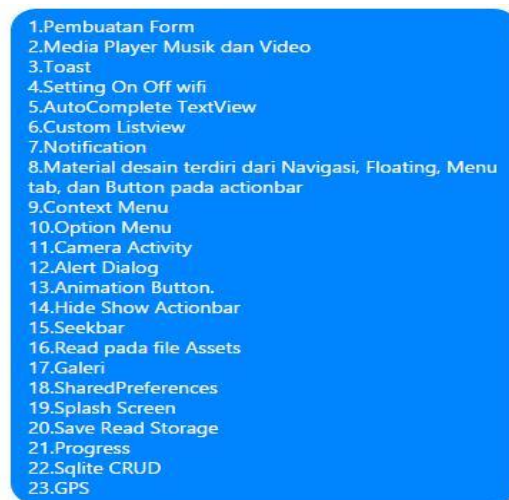 1.Pembuatan Form
2.Media Player Musik dan Video
3.Toast
4.Setting On Off wifi
5.AutoComplete TextView
6.Custom Listview
7.Notification
8.Material desain terdiri dari Navigasi, Floating, Menu
tab, dan Button pada actionbar
9.Context Menu
10.Option Menu
11.Camera Activity
12.Alert Dialog
13.Animation Button.
14.Hide Show Actionbar
15.Seekbar
16.Read pada file Assets
17.Galeri
18.SharedPreferences
19.Splash Screen
20.Save Read Storage
21.Progress
22.Sqlite CRUD
23.GPS